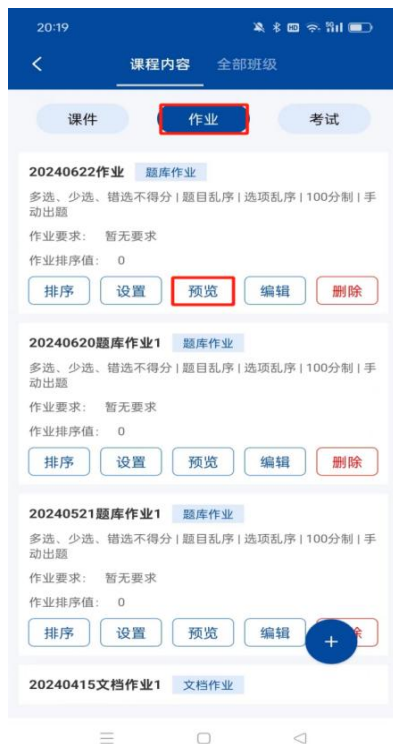 20:19
课程内容 全部班级
课件 作业 考试
20240622作业 题库作业
多选、少选、错选不得分 | 题目乱序 | 选项乱序 | 100分制 | 手
动出题
作业要求： 暂无要求
作业排序值： 0
排序 设置 预览 编辑 删除
20240620题库作业1 题库作业
多选、少选、错选不得分 | 题目乱序 | 选项乱序 | 100分制 | 手
动出题
作业要求： 暂无要求
作业排序值： 0
排序 设置 预览 编辑 删除
20240521题库作业1 题库作业
多选、少选、错选不得分 | 题目乱序 | 选项乱序 | 100分制 | 手
动出题
作业要求： 暂无要求
作业排序值： 0
排序 设置 预览 编辑
20240415文档作业1 文档作业